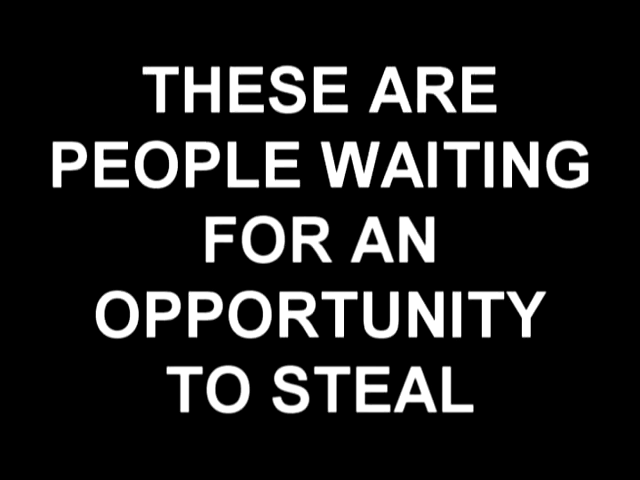 THESE ARE
PEOPLE WAITING
FOR AN
OPPORTUNITY
TO STEAL